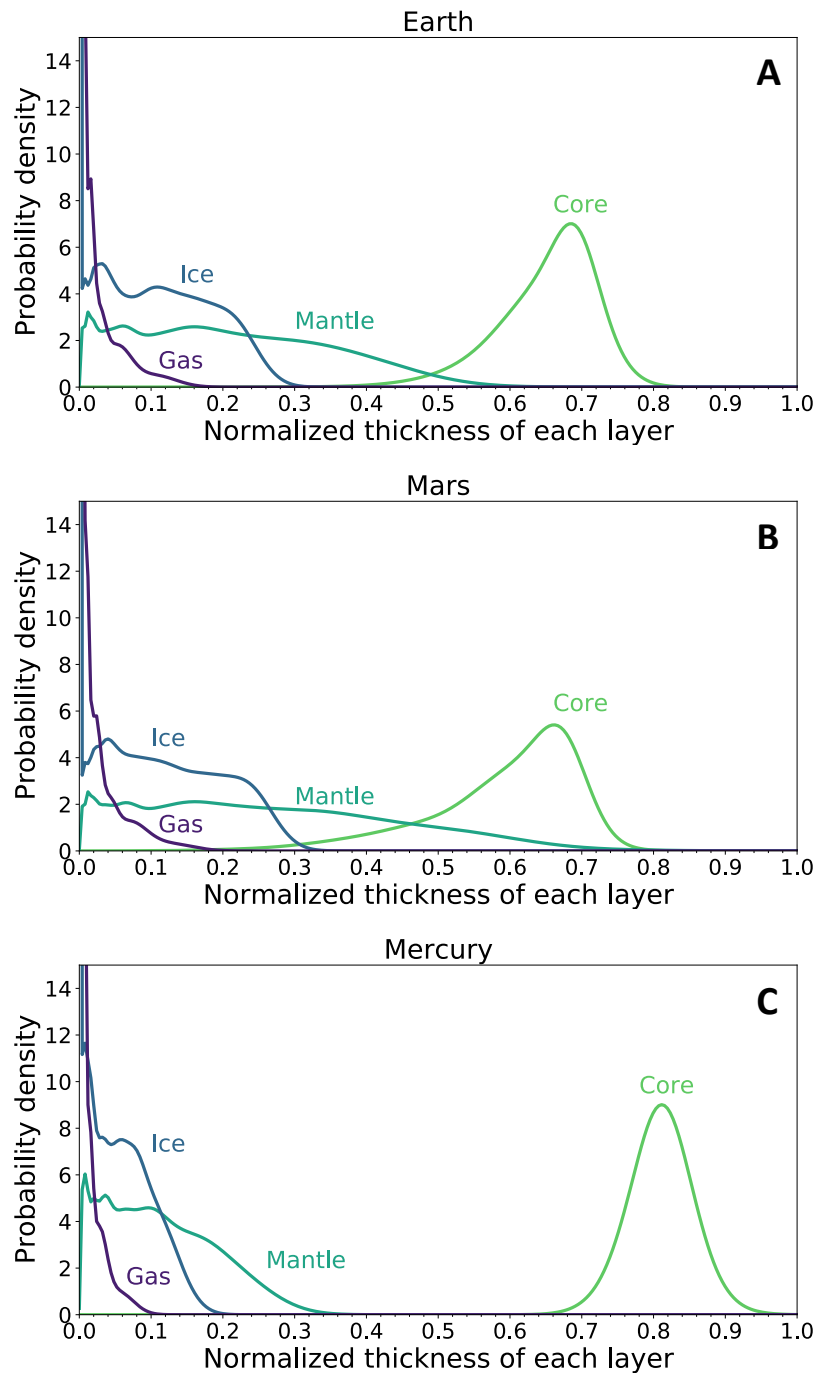 Earth
A
14
12
10
8
6
4
2
0
Probability density
Core
Ice
Mantle
Gas
0.0 0.1 0.2 0.3 0.4 0.5 0.6 0.7 0.8 0.9 1.0
Normalized thickness of each layer
Mars
B
14
12
10
8
6
4
2
0
Probability density
Core
Ice
Mantle
Gas
0.0 0.1 0.2 0.3 0.4 0.5 0.6 0.7 0.8 0.9 1.0
Normalized thickness of each layer
Mercury
C
14
12
10
8
6
4
2
0
Probability density
Core
Ice
Mantle
Gas
0.0 0.1 0.2 0.3 0.4 0.5 0.6 0.7 0.8 0.9 1.0
Normalized thickness of each layer